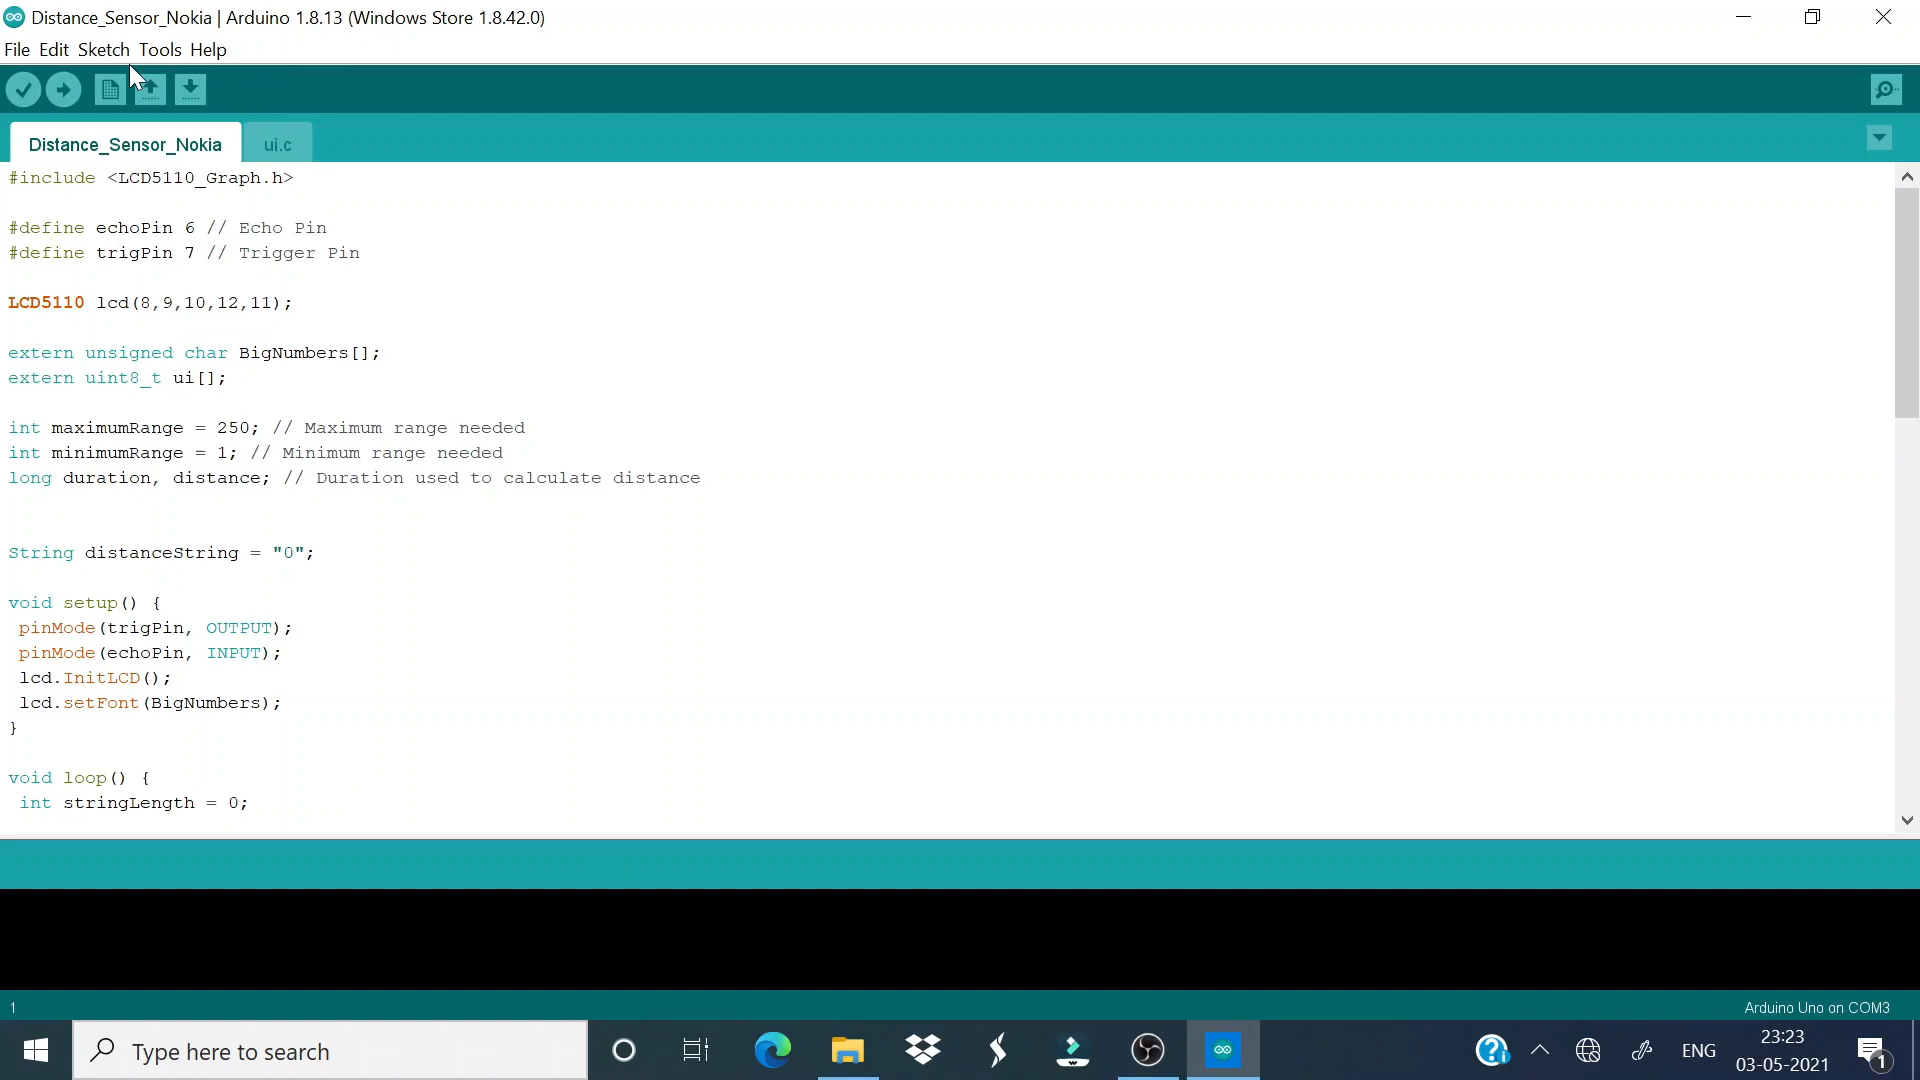 Distance_Sensor_Nokia | Arduino 1.8.13 (Windows Store 1.8.42.0)
File Edit Sketch Tools Help
Distance_Sensor_Nokia ui.c
#include <LCD5110_Graph.h>
#define echoPin 6 // Echo Pin
#define trigPin 7 // Trigger Pin
LCD5110 lcd(8,9,10,12,11);
extern unsigned char BigNumbers[];
extern uint8_t ui[];
int maximumRange = 250; // Maximum range needed
int minimumRange = 1; // Minimum range needed
long duration, distance; // Duration used to calculate distance
String distanceString = "0";
void setup() {
pinMode(trigPin, OUTPUT);
pinMode(echoPin, INPUT);
lcd.InitLCD();
lcd.setFont(BigNumbers);
}
void loop() {
int stringLength = 0;
1 Arduino Uno on COM3
Type here to search
ENG
23:23
03-05-2021
1